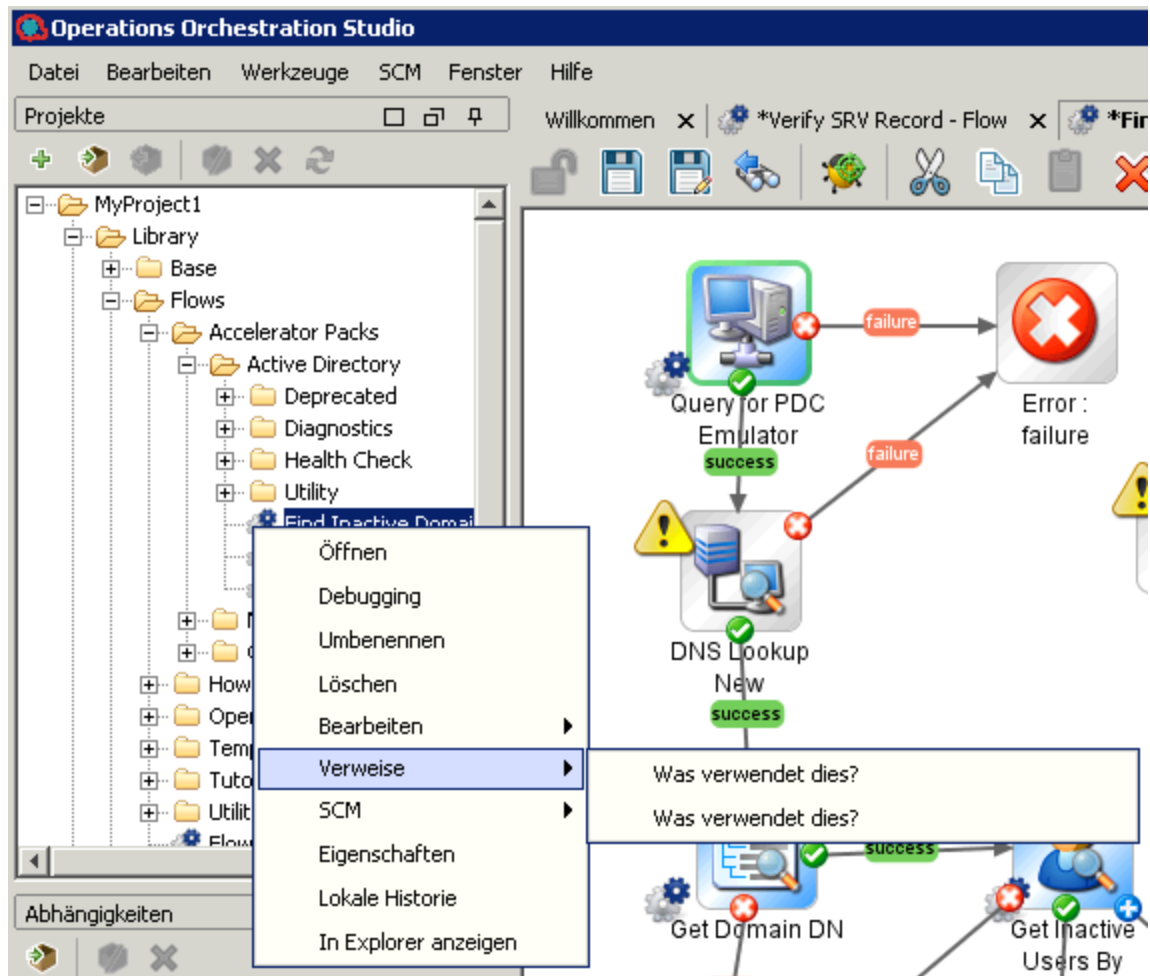 Operations Orchestration Studio
Datei Bearbeiten Werkzeuge SCM Fenster Hilfe
Projekte
Willkommen *Verify SRV Record - Flow
MyProject1
Library
Base
Flows
Accelerator Packs
Active Directory
Deprecated
Diagnostics
Health Check
Utility
Find Inactive
Öffnen
Debugging
Umbenennen
Löschen
Bearbeiten
Verweise
SCM
Eigenschaften
Lokale Historie
In Explorer anzeigen
Was verwendet dies?
Was verwendet dies?
How
Abhängigkeiten
Query for PDC
Emulator
failure
Error :
failure
success
failure
DNS Lookup
New
success
success
Get Domain DN
Get Inactive
Users By